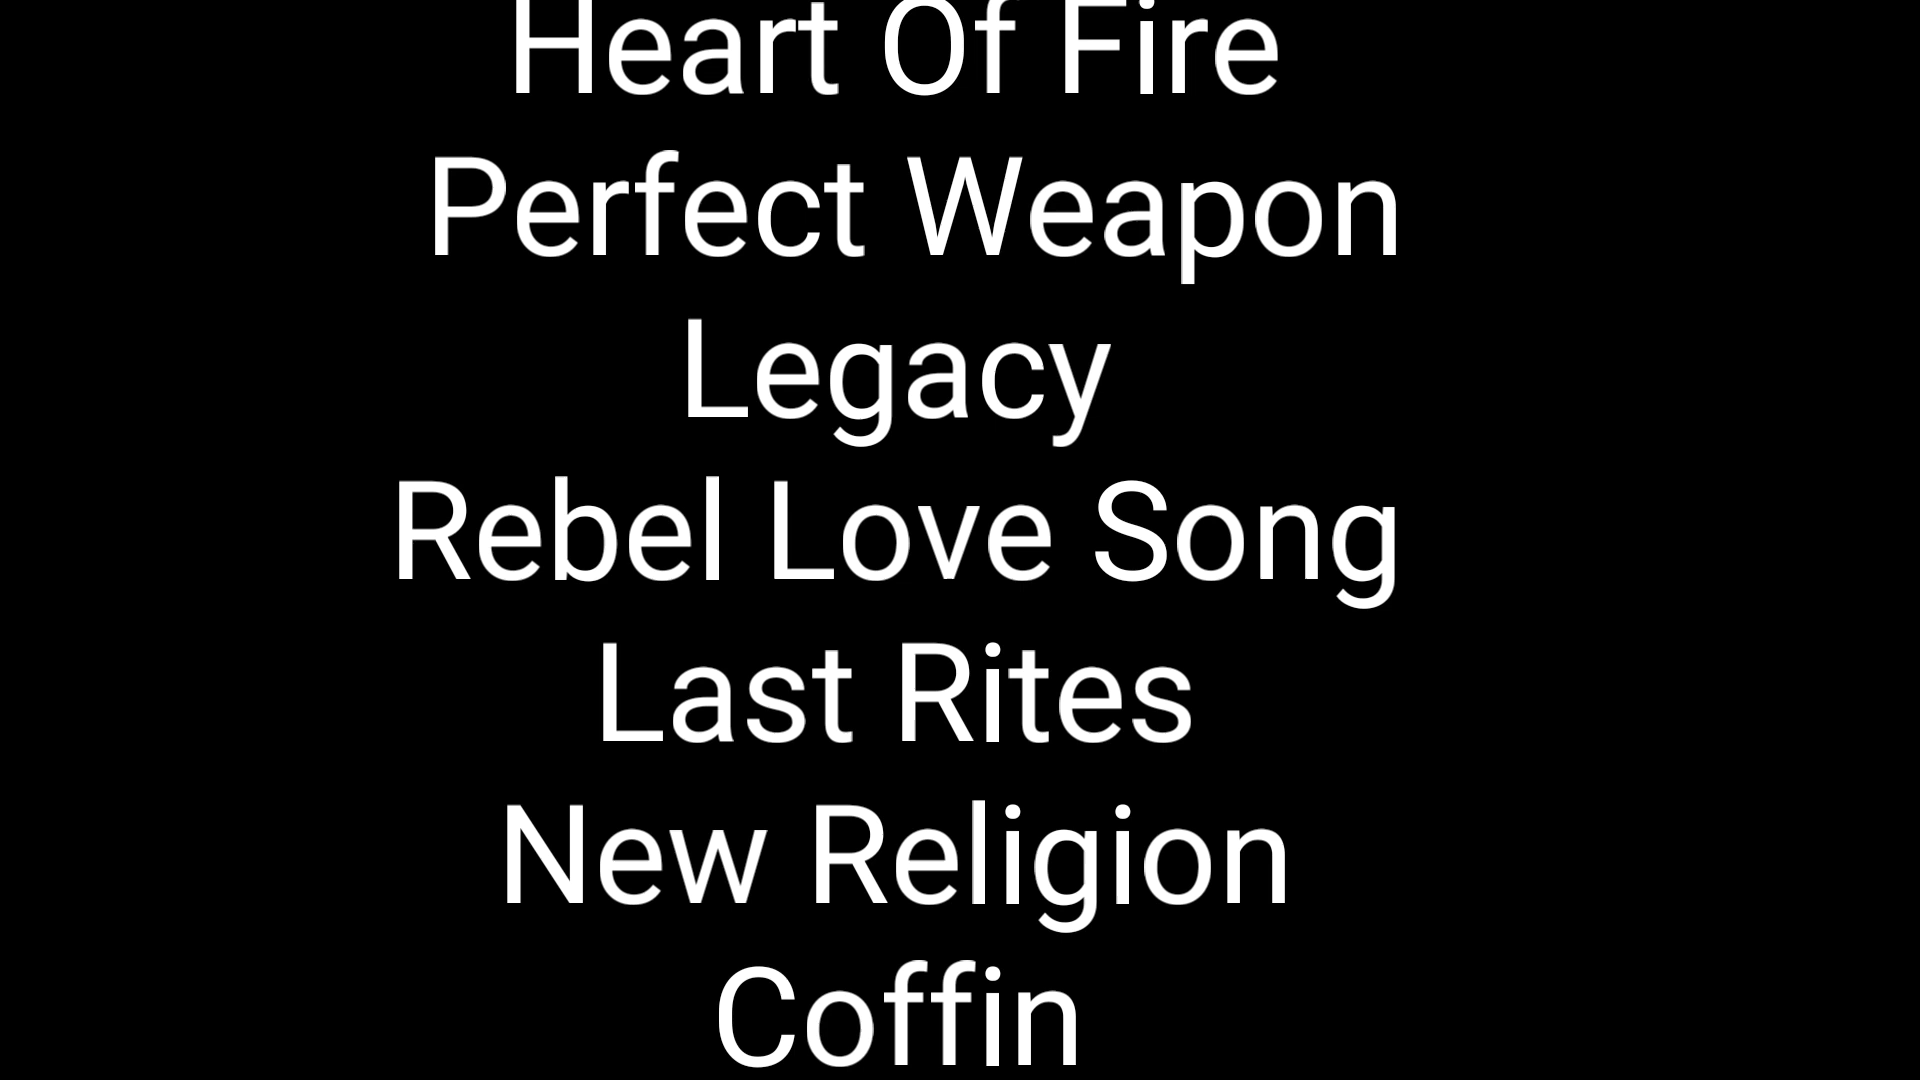 Heart Of Fire
Perfect Weapon
Legacy
Rebel Love Song
Last Rites
New Religion
Coffin